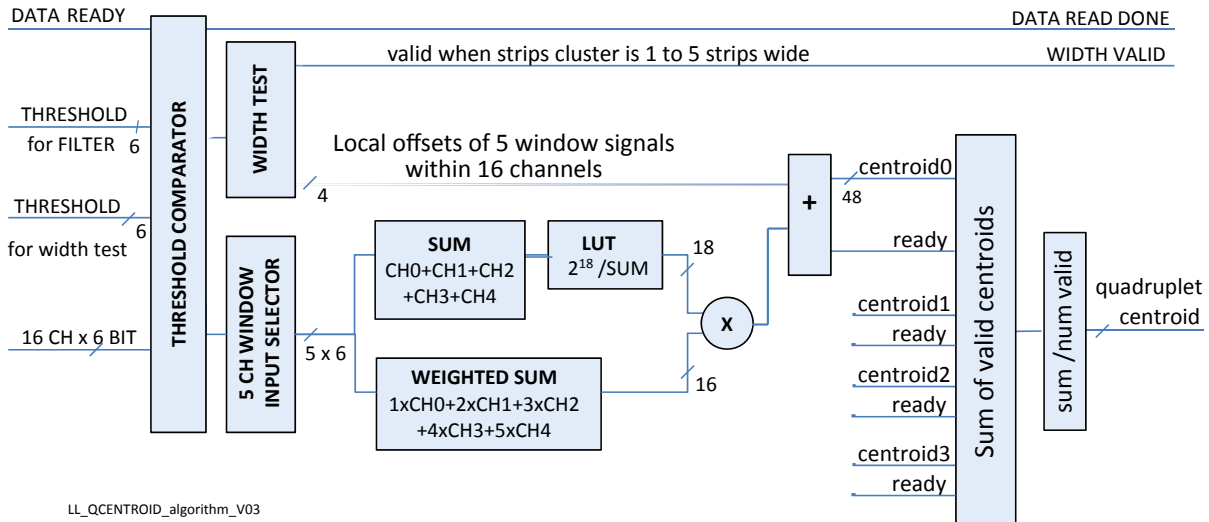 DATA READY
DATA READ DONE
valid when strips cluster is 1 to 5 strips wide
WIDTH VALID
THRESHOLD
for FILTER
6
THRESHOLD
for width test
6
16 CH x 6 BIT
THRESHOLD COMPARATOR
WIDTH TEST
4
Local offsets of 5 window signals
within 16 channels
5 CH WINDOW
INPUT SELECTOR
5 x 6
SUM
CH0+CH1+CH2
+CH3+CH4
LUT
2^18 /SUM
18
WEIGHTED SUM
1xCH0+2xCH1+3xCH2
+4xCH3+5xCH4
16
X
+
48
centroid0
ready
centroid1
ready
centroid2
ready
centroid3
ready
Sum of valid centroids
sum /num valid
quadruplet
centroid
LL_QCENTROID_algorithm_V03